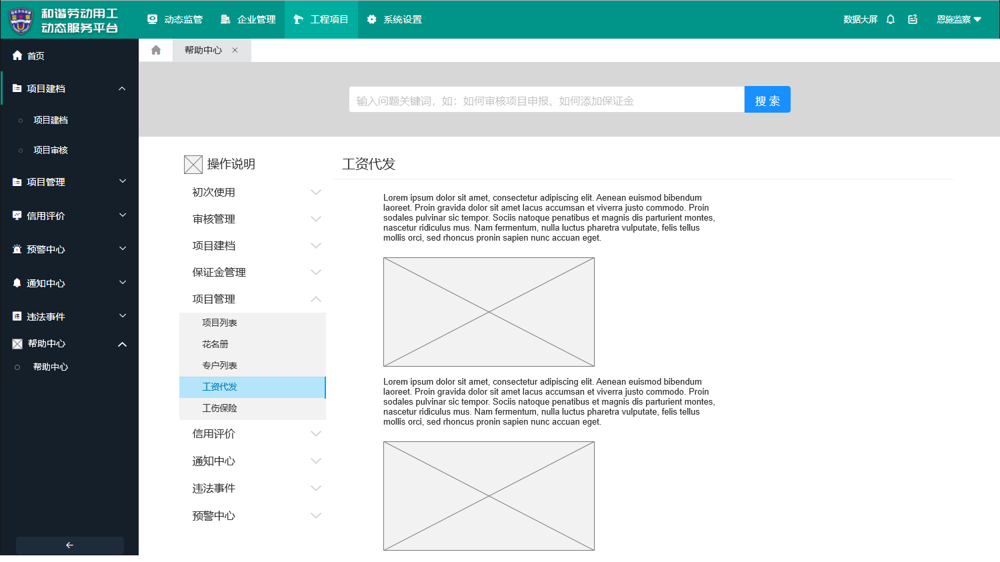 和谐劳动用工
动态服务平台
动态监管
企业管理
工程项目
系统设置
数据大屏
恩施监察
首页
项目建档
项目建档
项目审核
项目管理
信用评价
预警中心
通知中心
违法事件
帮助中心
帮助中心
帮助中心
输入问题关键词，如：如何审核项目申报、如何添加保证金
搜 索
操作说明
初次使用
审核管理
项目建档
保证金管理
项目管理
项目列表
花名册
专户列表
工资代发
工伤保险
信用评价
通知中心
违法事件
预警中心
工资代发
Lorem ipsum dolor sit amet, consectetur adipiscing elit. Aenean euismod bibendum
laoreet. Proin gravida dolor sit amet lacus accumsan et viverra justo commodo. Proin
sodales pulvinar sic tempor. Sociis natoque penatibus et magnis dis parturient montes,
nascetur ridiculus mus. Nam fermentum, nulla luctus pharetra vulputate, felis tellus
mollis orci, sed rhoncus pronin sapien nunc accuan eget.
Lorem ipsum dolor sit amet, consectetur adipiscing elit. Aenean euismod bibendum
laoreet. Proin gravida dolor sit amet lacus accumsan et viverra justo commodo. Proin
sodales pulvinar sic tempor. Sociis natoque penatibus et magnis dis parturient montes,
nascetur ridiculus mus. Nam fermentum, nulla luctus pharetra vulputate, felis tellus
mollis orci, sed rhoncus pronin sapien nunc accuan eget.